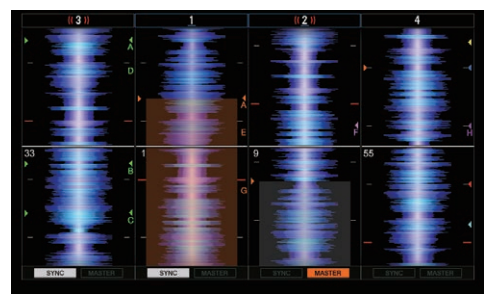 ((3)) 1 ((2)) 4
A A
D
E F H
33 1 9 55
B
G
C
SYNC MASTER SYNC MASTER SYNC MASTER SYNC MASTER